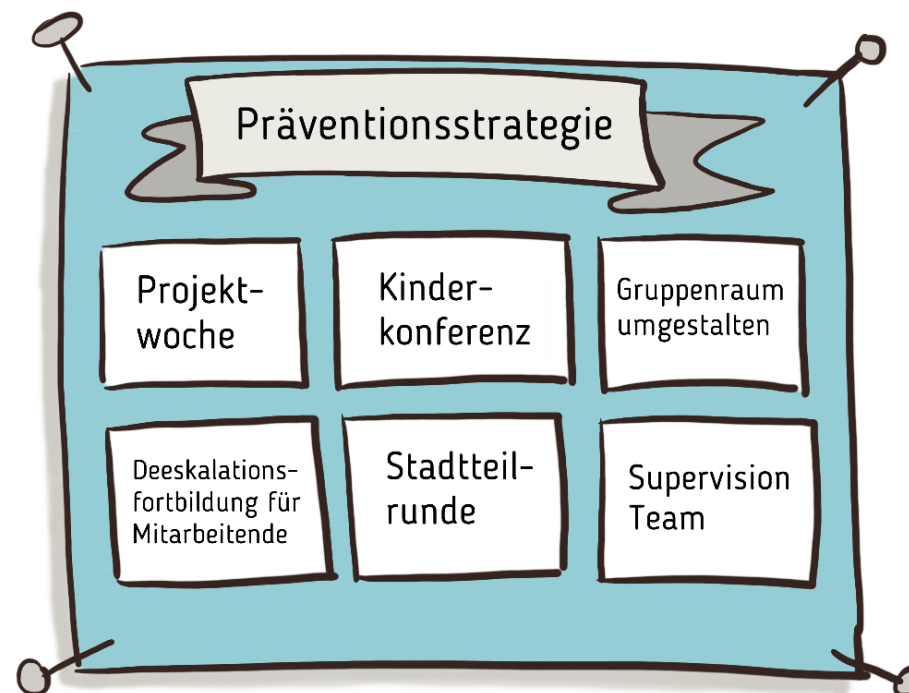 Präventionsstrategie
Projekt-
woche
Kinder-
konferenz
Gruppenraum
umgestalten
Deeskalations-
fortbildung für
Mitarbeitende
Stadtteil-
runde
Supervision
Team